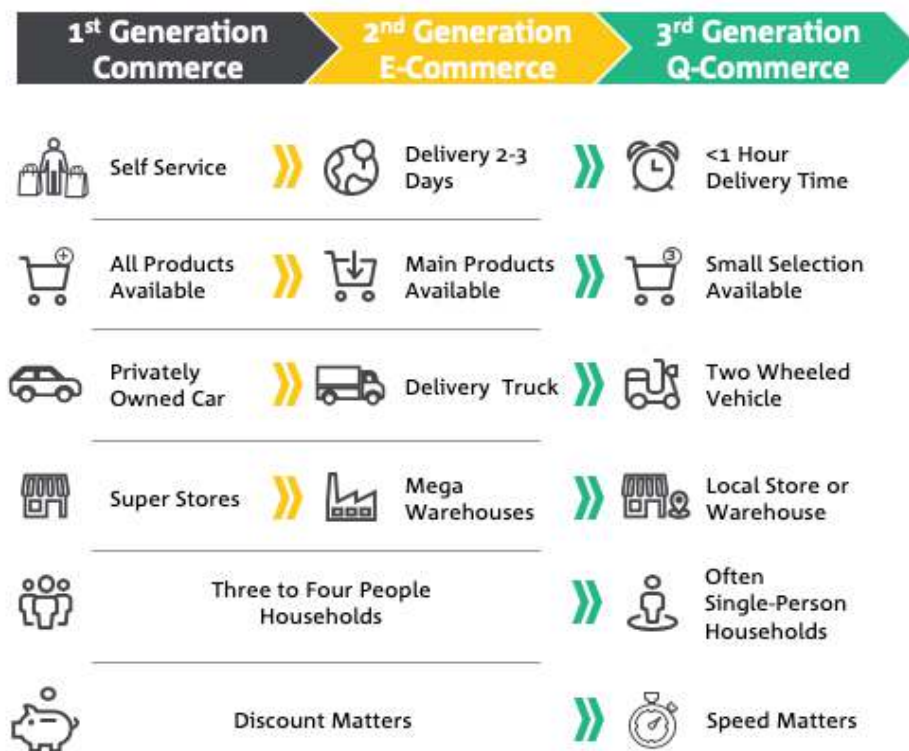 1st Generation
Commerce
2nd Generation
E-Commerce
3rd Generation
Q-Commerce
Self Service
Delivery 2-3
Days
<1 Hour
Delivery Time
All Products
Available
Main Products
Available
3
Small Selection
Available
Privately
Owned Car
Delivery Truck
Two Wheeled
Vehicle
Super Stores
Mega
Warehouses
Local Store or
Warehouse
Three to Four People
Households
Often
Single-Person
Households
Discount Matters
Speed Matters